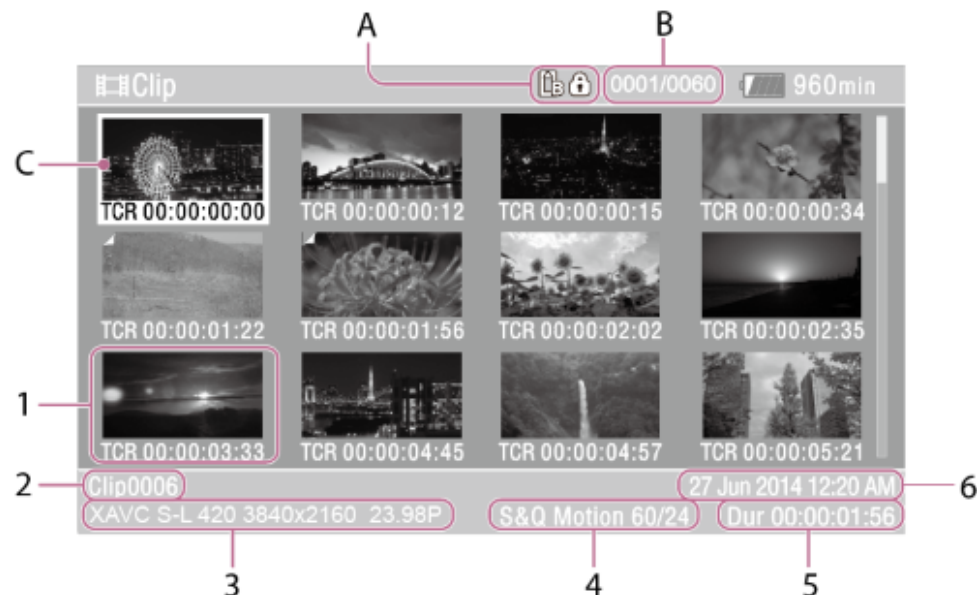 A B
Clip B 0001/0060 960min
C
TCR 00:00:00:00 TCR 00:00:00:12 TCR 00:00:00:15 TCR 00:00:00:34
TCR 00:00:01:22 TCR 00:00:01:56 TCR 00:00:02:02 TCR 00:00:02:35
1
TCR 00:00:03:33 TCR 00:00:04:45 TCR 00:00:04:57 TCR 00:00:05:21
2 Clip0006 27 Jun 2014 12:20 AM 6
XAVC S-L 420 3840x2160 23.98P S&Q Motion 60/24 Dur 00:00:01:56
3 4 5